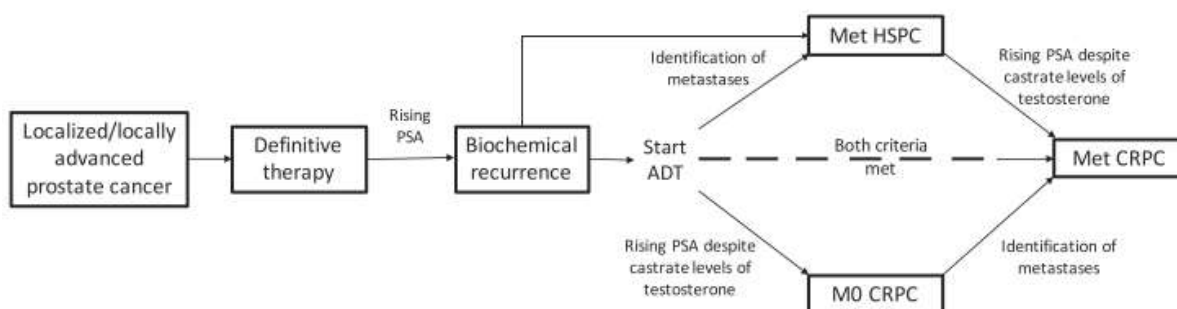 Localized/locally
advanced
prostate cancer
Definitive
therapy
Rising
PSA
Biochemical
recurrence
Start
ADT
Identification of
metastases
Met HSPC
Rising PSA despite
castrate levels of
testosterone
Both criteria
met
Met CRPC
Rising PSA despite
castrate levels of
testosterone
M0 CRPC
Identification of
metastases